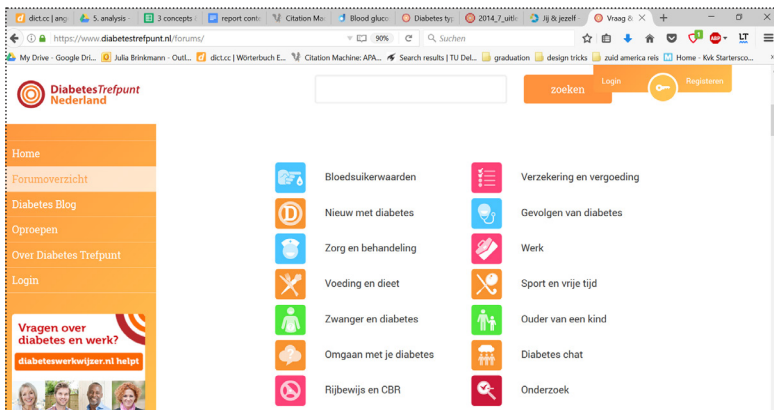 dict.cc | ang
5. analysis -
3 concepts
report conte
Citation Ma
Blood gluco
Diabetes typ
2014_7_uitle
Jij & jezelf -
Vraag &
https://www.diabetestrefpunt.nl/forums/
90%
Suchen
My Drive - Google Dri...
Julia Brinkmann - Outl...
dict.cc | Wörterbuch E...
Citation Machine: APA...
Search results | TU Del...
graduation
design tricks
zuid america reis
Home - Kvk Startersco...
DiabetesTrefpunt
Nederland
zoeken
Login
Registeren
Home
Forumoverzicht
Diabetes Blog
Oproepen
Over Diabetes Trefpunt
Login
Vragen over
diabetes en werk?
diabeteswerkwijzer.nl helpt
Bloedsuikerwaarden
Verzekering en vergoeding
Nieuw met diabetes
Gevolgen van diabetes
Zorg en behandeling
Werk
Voeding en dieet
Sport en vrije tijd
Zwanger en diabetes
Ouder van een kind
Omgaan met je diabetes
Diabetes chat
Rijbewijs en CBR
Onderzoek